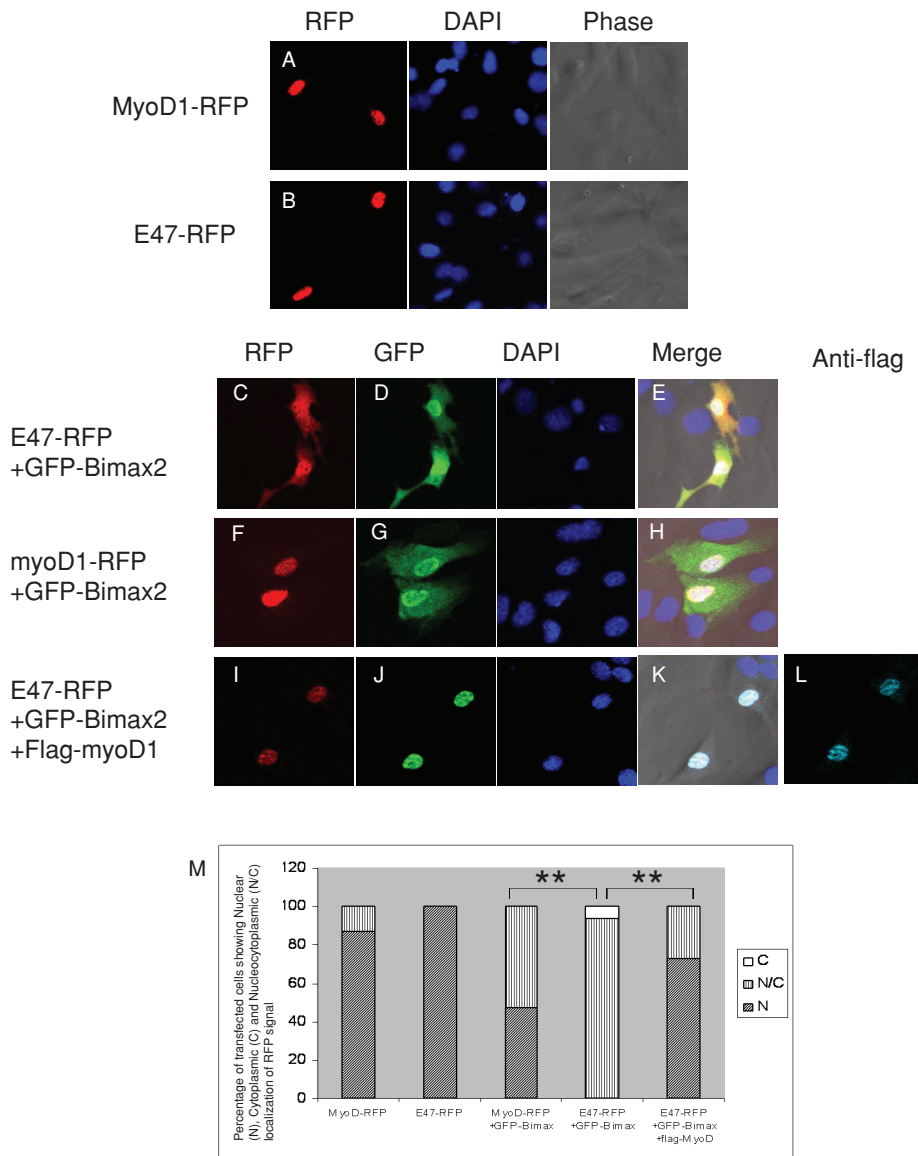 RFP DAPI Phase
A
MyoD1-RFP
B
E47-RFP
RFP GFP DAPI Merge Anti-flag
C D E
E47-RFP
+GFP-Bimax2
F G H
myoD1-RFP
+GFP-Bimax2
I J K L
E47-RFP
+GFP-Bimax2
+Flag-myoD1
M
Percentage of transfected cells showing Nuclear
(N), Cytoplasmic (C) and Nucleocytoplasmic (N/C)
localization of RFP signal
120
100
80
60
40
20
0
** **
MyoD-RFP E47-RFP MyoD-RFP E47-RFP E47-RFP
+GFP-Bimax +GFP-Bimax +GFP-Bimax
+flag-MyoD
C
N/C
N